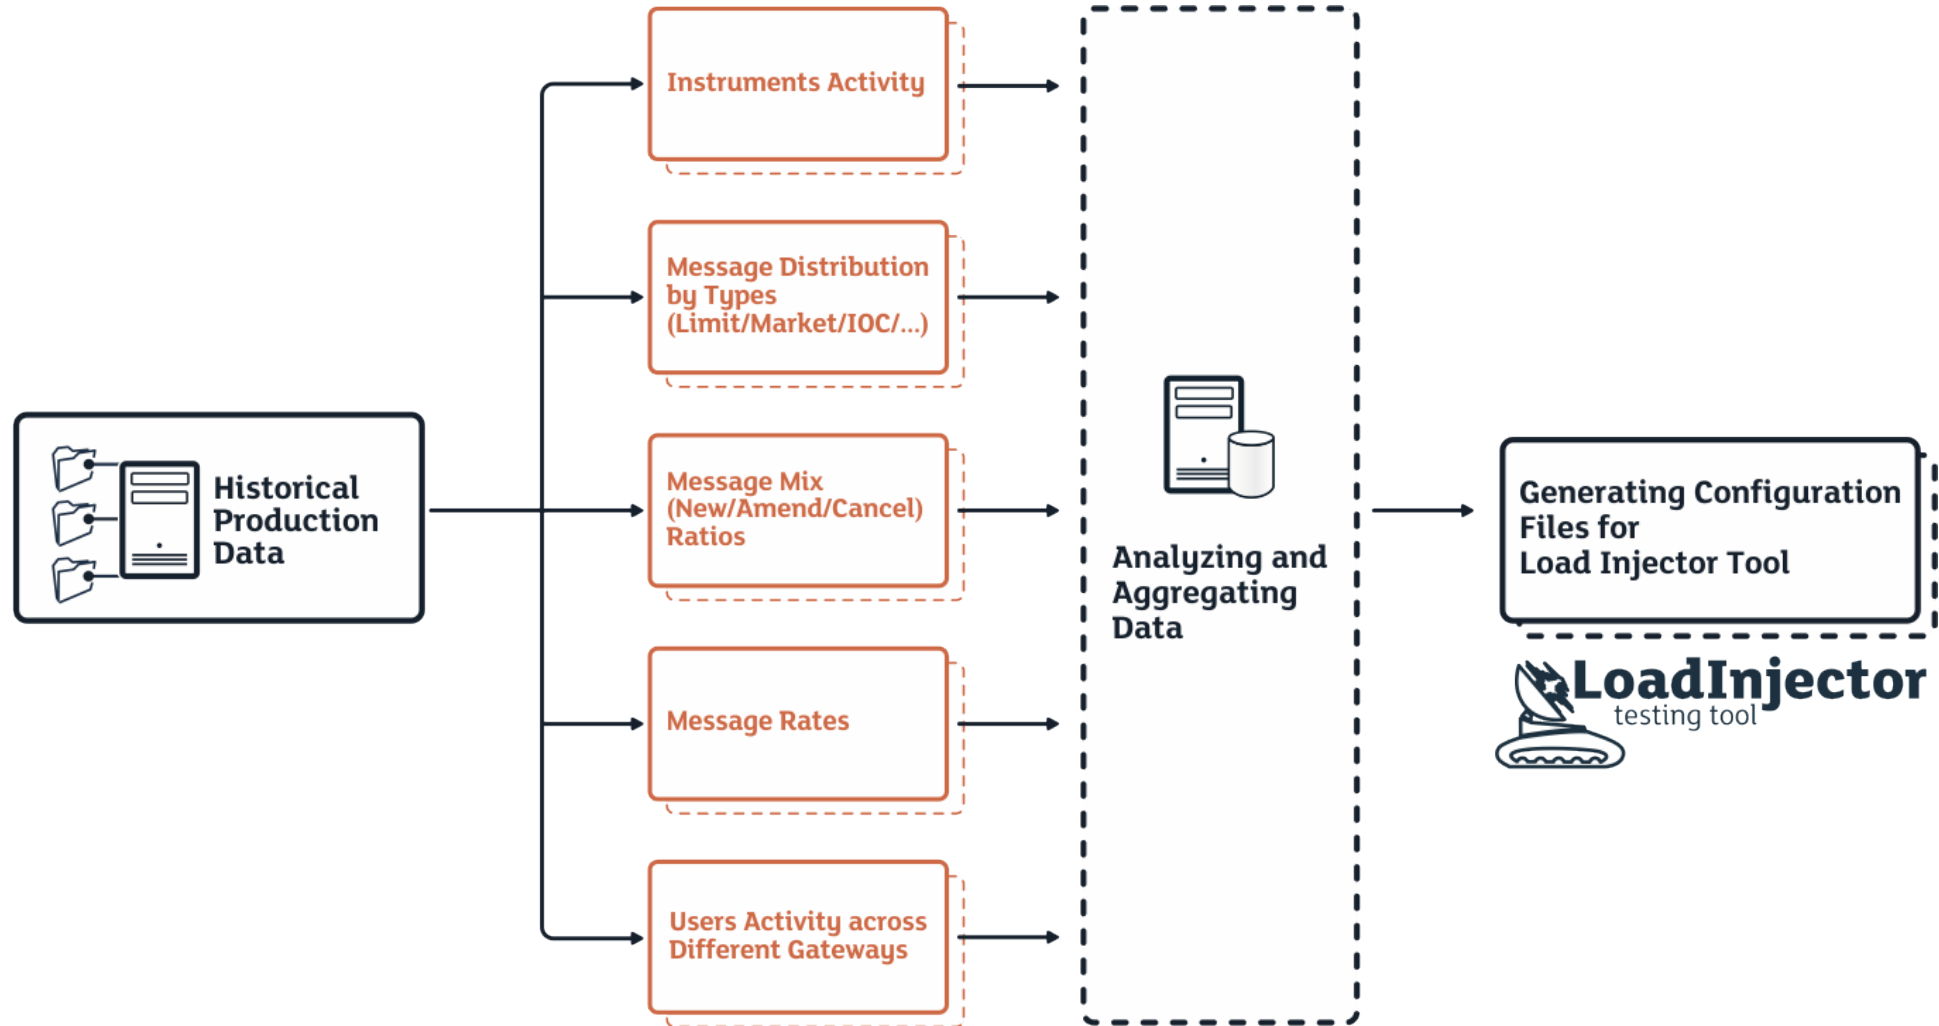 Historical
Production
Data
Instruments Activity
Message Distribution
by Types
(Limit/Market/IOC/...)
Message Mix
(New/Amend/Cancel)
Ratios
Message Rates
Users Activity across
Different Gateways
Analyzing and
Aggregating
Data
Generating Configuration
Files for
Load Injector Tool
LoadInjector
testing tool